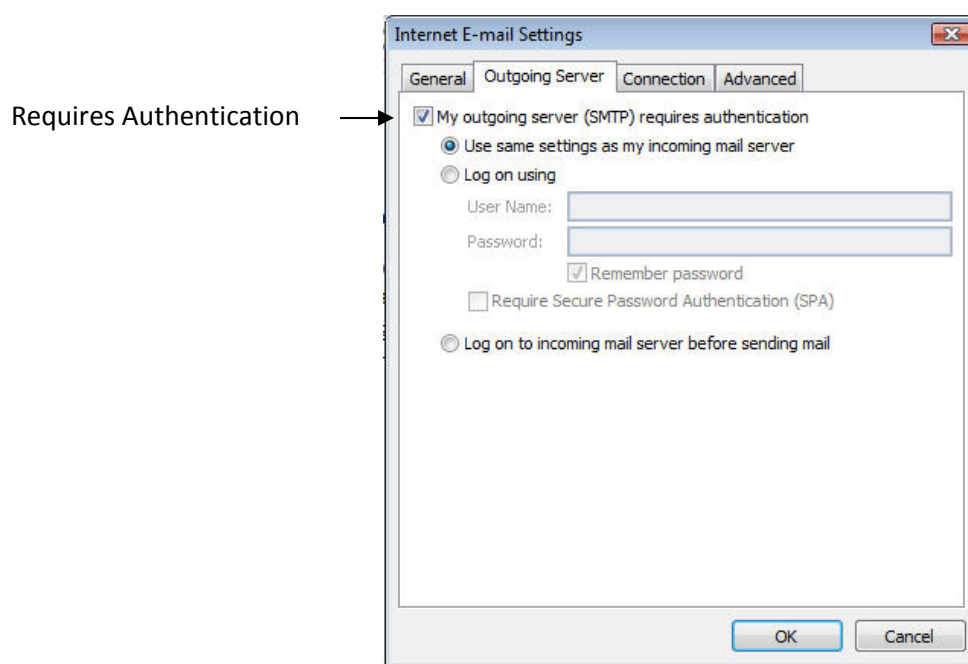 Internet E-mail Settings
General Outgoing Server Connection Advanced
Requires Authentication
My outgoing server (SMTP) requires authentication
Use same settings as my incoming mail server
Log on using
User Name:
Password:
Remember password
Require Secure Password Authentication (SPA)
Log on to incoming mail server before sending mail
OK Cancel